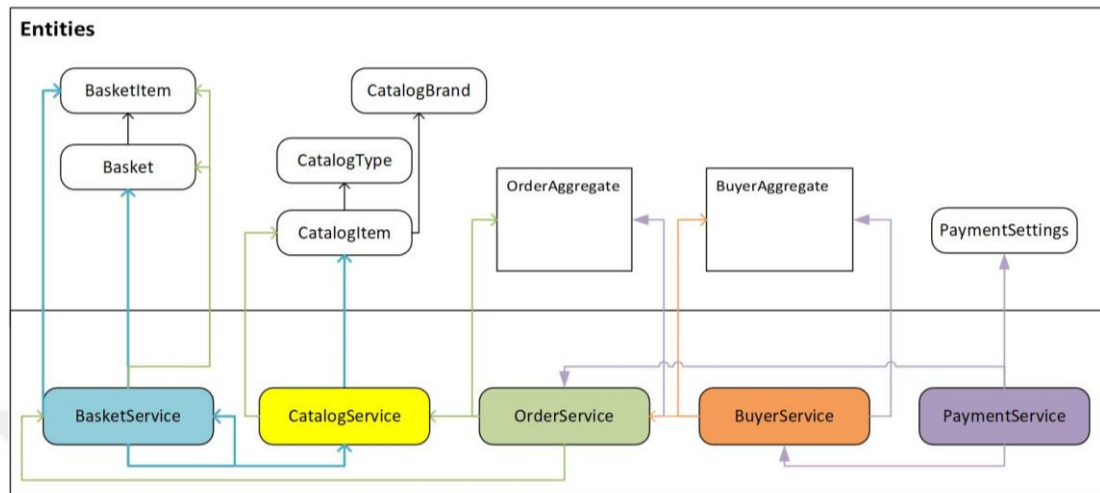 Entities
BasketItem
CatalogBrand
Basket
CatalogType
OrderAggregate
BuyerAggregate
CatalogItem
PaymentSettings
BasketService
CatalogService
OrderService
BuyerService
PaymentService